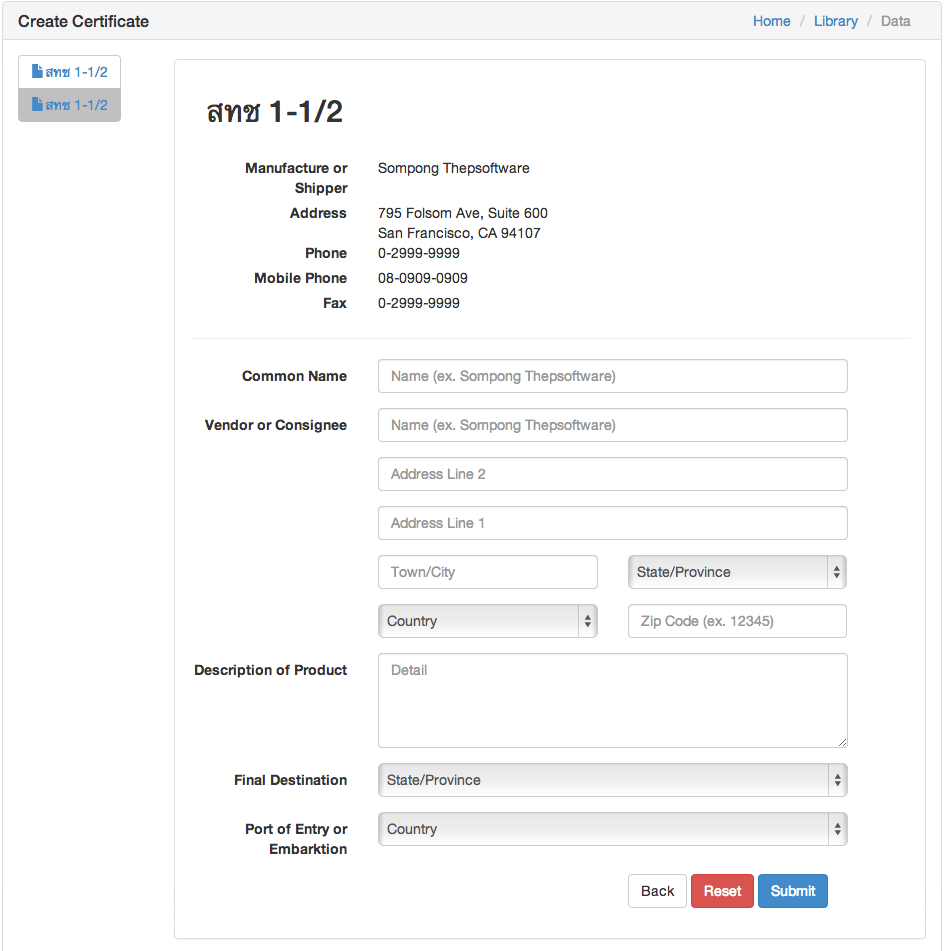 Create Certificate
Home / Library / Data
สทช 1-1/2
สทช 1-1/2
สทช 1-1/2
Manufacture or Shipper
Sompong Thepsoftware
Address
795 Folsom Ave, Suite 600
San Francisco, CA 94107
Phone
0-2999-9999
Mobile Phone
08-0909-0909
Fax
0-2999-9999
Common Name
Name (ex. Sompong Thepsoftware)
Vendor or Consignee
Name (ex. Sompong Thepsoftware)
Address Line 2
Address Line 1
Town/City
State/Province
Country
Zip Code (ex. 12345)
Description of Product
Detail
Final Destination
State/Province
Port of Entry or
Embarktion
Country
Back
Reset
Submit